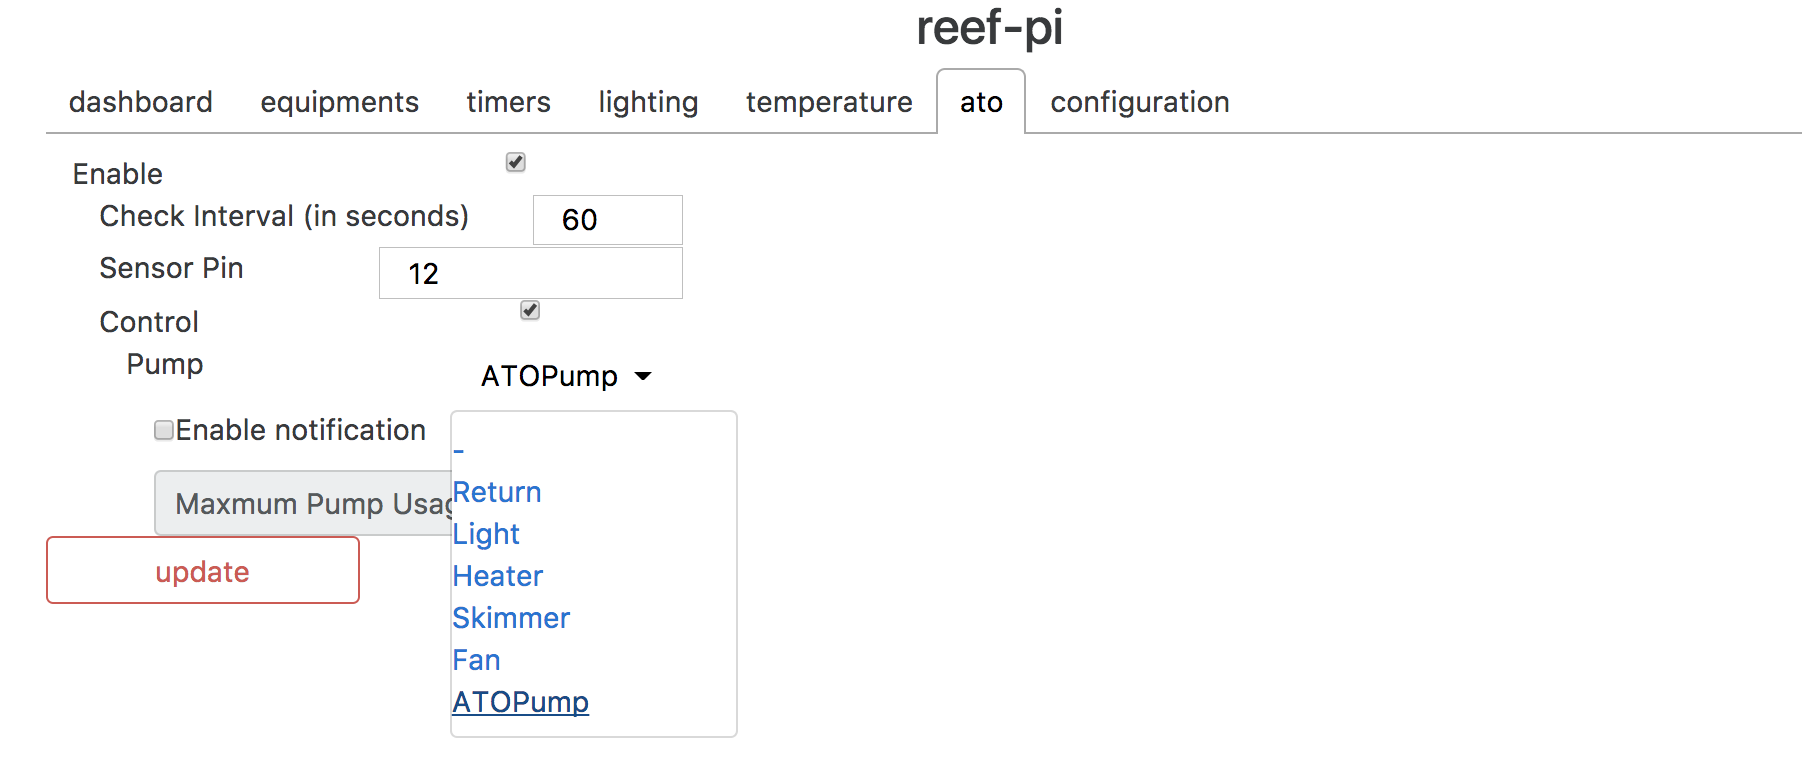 reef-pi
dashboard equipments timers lighting temperature ato configuration
Enable
Check Interval (in seconds) 60
Sensor Pin 12
Control
Pump ATOPump
Enable notification
-
Return
Maxmum Pump
Light
Heater
update
Skimmer
Fan
ATOPump